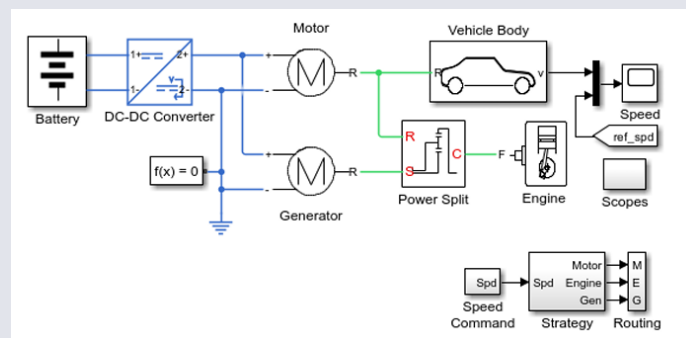 Motor
Vehicle Body
1+
2+
+
-
M
R
R
v
1-
v
2-
Battery
DC-DC Converter
Speed
ref_spd
+
-
M
R
R
S
C
F
f(x) = 0
Generator
Power Split
Engine
Scopes
Spd
Spd
Motor
Engine
Gen
M
E
G
Speed
Command
Strategy
Routing